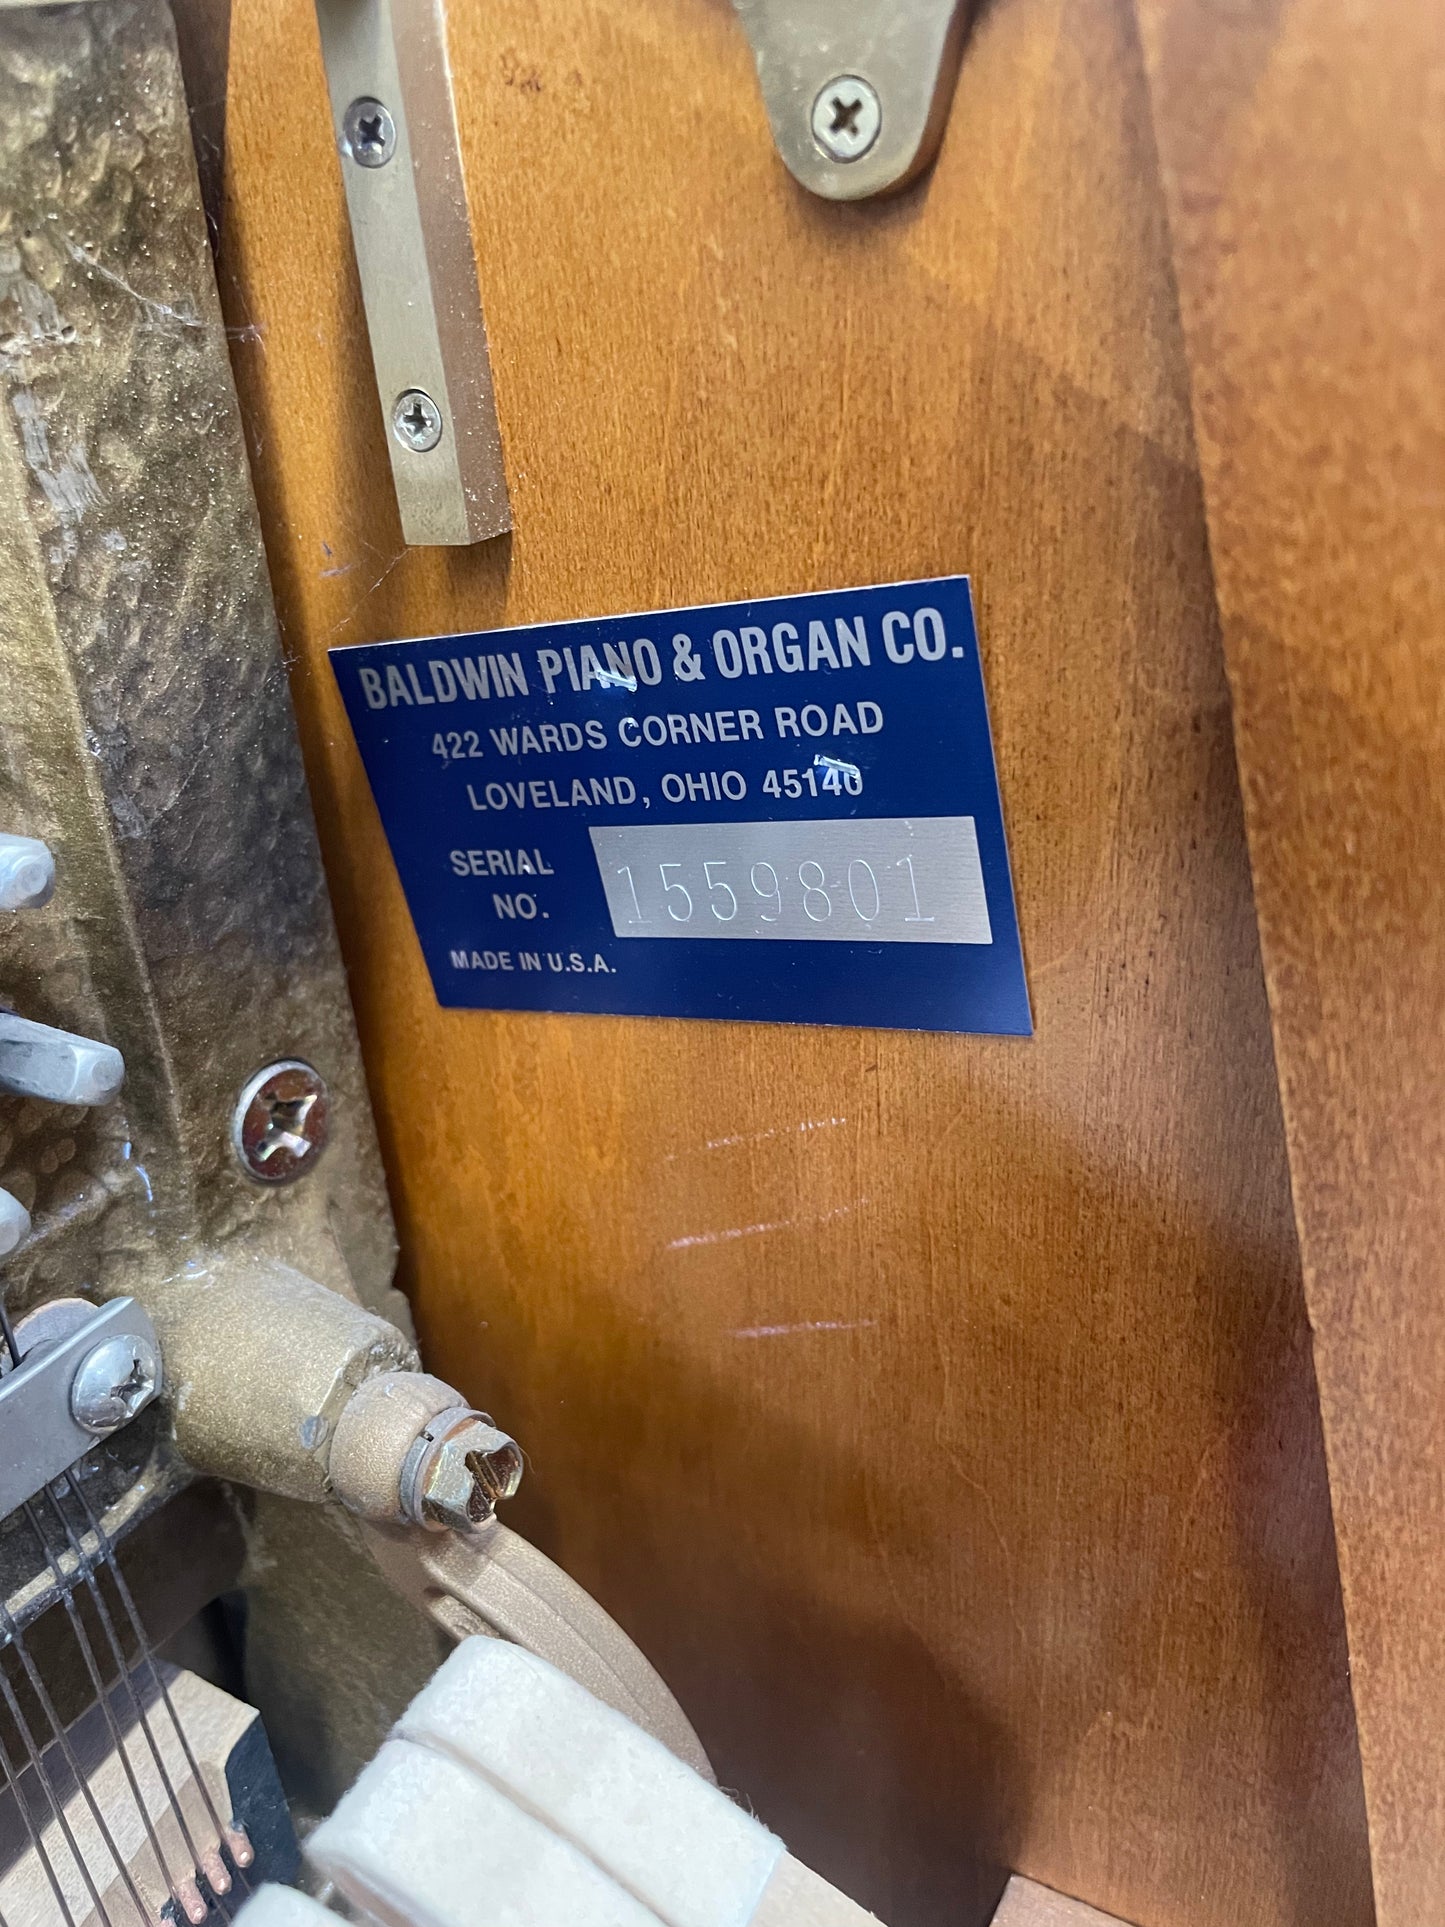 BALDWIN PIANO & ORGAN CO.
422 WARDS CORNER ROAD
LOVELAND, OHIO 45140
SERIAL NO. 1559801
MADE IN U.S.A.